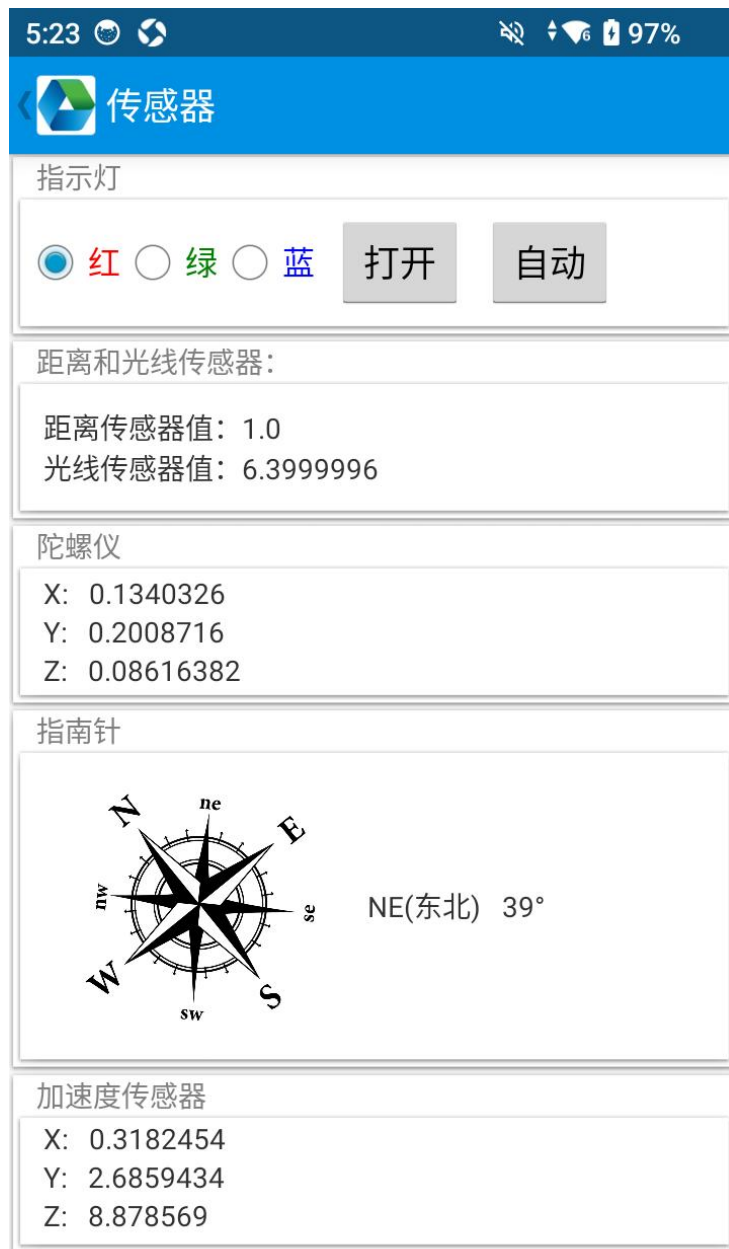 5:23 6 97%
传感器
指示灯
红 绿 蓝 打开 自动
距离和光线传感器：
距离传感器值：1.0
光线传感器值：6.3999996
陀螺仪
X: 0.1340326
Y: 0.2008716
Z: 0.08616382
指南针
N ne E
nw se
W sw S
NE(东北) 39°
加速度传感器
X: 0.3182454
Y: 2.6859434
Z: 8.878569